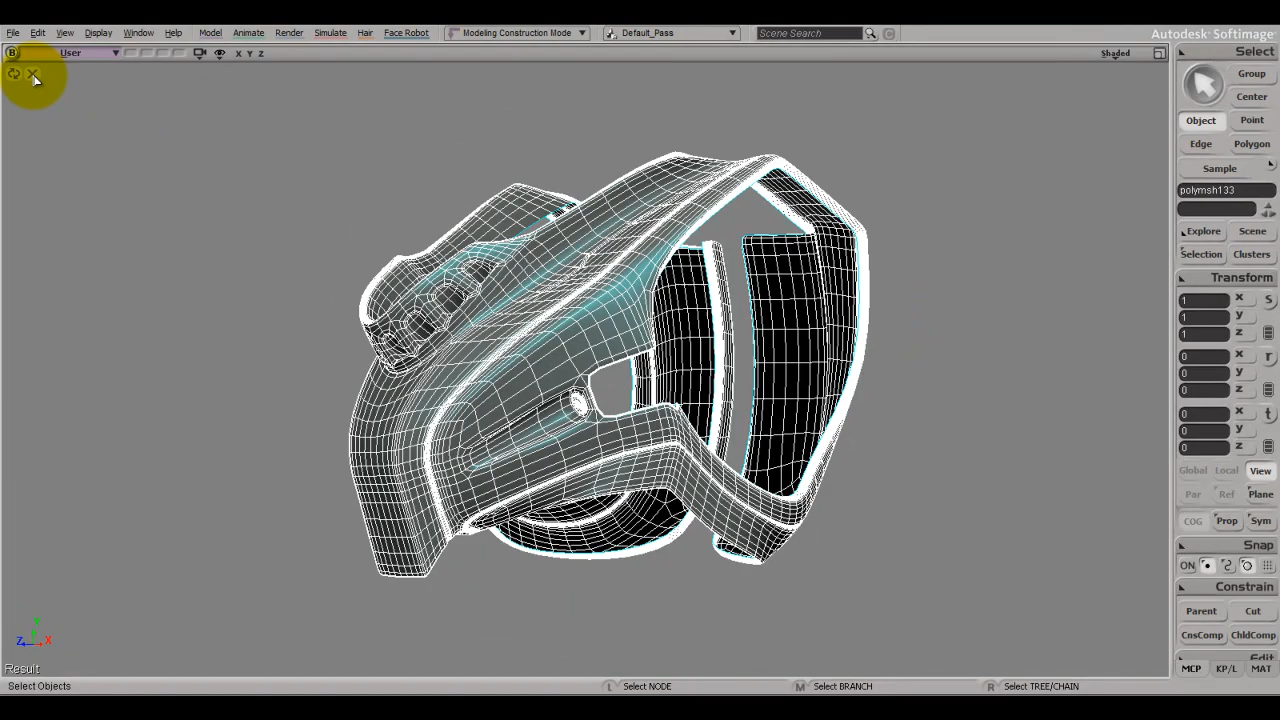 File Edit View Display Window Help Model Animate Render Simulate Hair Face Robot Modeling Construction Mode Default_Pass Scene Search Autodesk Softimage
B User X Y Z Shaded Select
Group
Center
Object Point
Edge Polygon
Sample
polymsh133
Explore Scene
Selection Clusters
Transform
1 x S
1 y
1 z
0 x r
0 y
0 z
0 x t
0 y
0 z
Global Local View
Par Ref Plane
COG Prop Sym
Snap
ON
Constrain
Parent Cut
CnsComp ChldComp
Edit
Y
Z X
Result MCP KP/L MAT
Select Objects L Select NODE M Select BRANCH R Select TREE/CHAIN